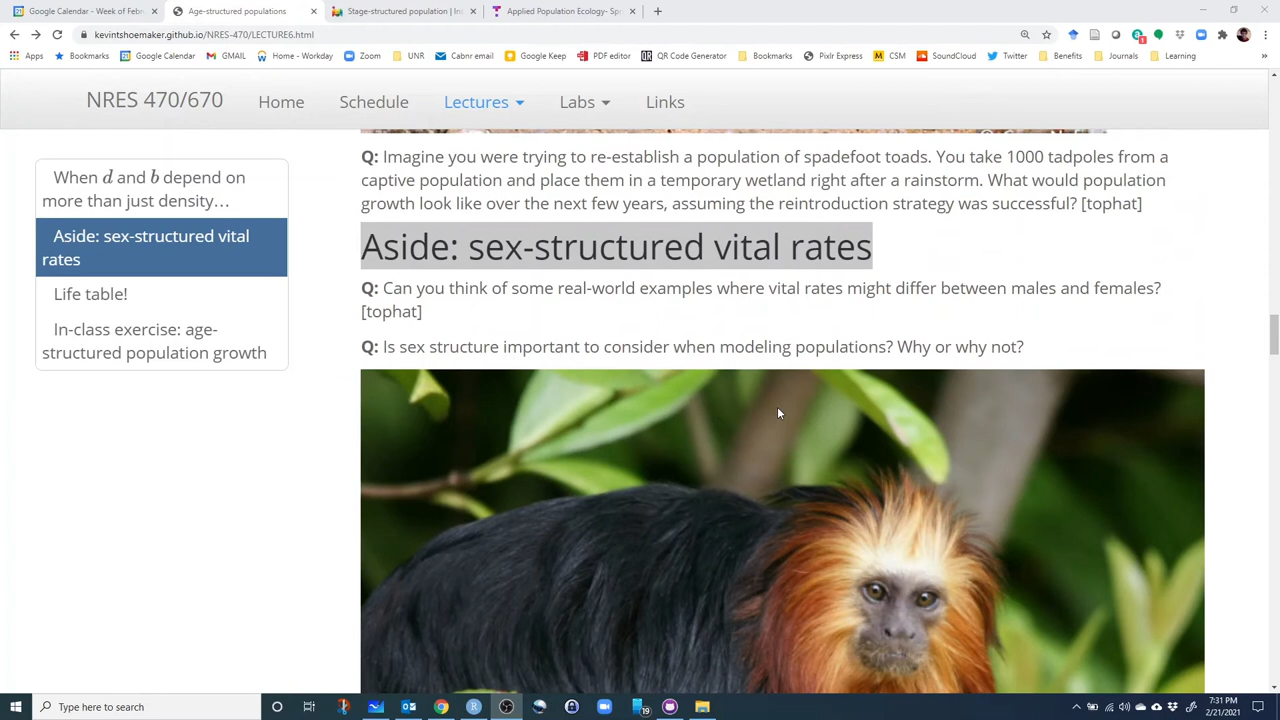 Google Calendar - Week of Febr
Age-structured populations
Stage-structured population | Ins
Applied Population Ecology- Spr
kevintshoemaker.github.io/NRES-470/LECTURE6.html
Apps
Bookmarks
Google Calendar
GMAIL
Home - Workday
Zoom
UNR
Cabnr email
Google Keep
PDF editor
QR Code Generator
Bookmarks
Pixlr Express
CSM
SoundCloud
Twitter
Benefits
Journals
Learning
NRES 470/670
Home
Schedule
Lectures
Labs
Links
When d and b depend on
more than just density…
Aside: sex-structured vital
rates
Life table!
In-class exercise: age-
structured population growth
Q: Imagine you were trying to re-establish a population of spadefoot toads. You take 1000 tadpoles from a
captive population and place them in a temporary wetland right after a rainstorm. What would population
growth look like over the next few years, assuming the reintroduction strategy was successful? [tophat]
Aside: sex-structured vital rates
Q: Can you think of some real-world examples where vital rates might differ between males and females?
[tophat]
Q: Is sex structure important to consider when modeling populations? Why or why not?
Type here to search
19
7:31 PM
2/21/2021